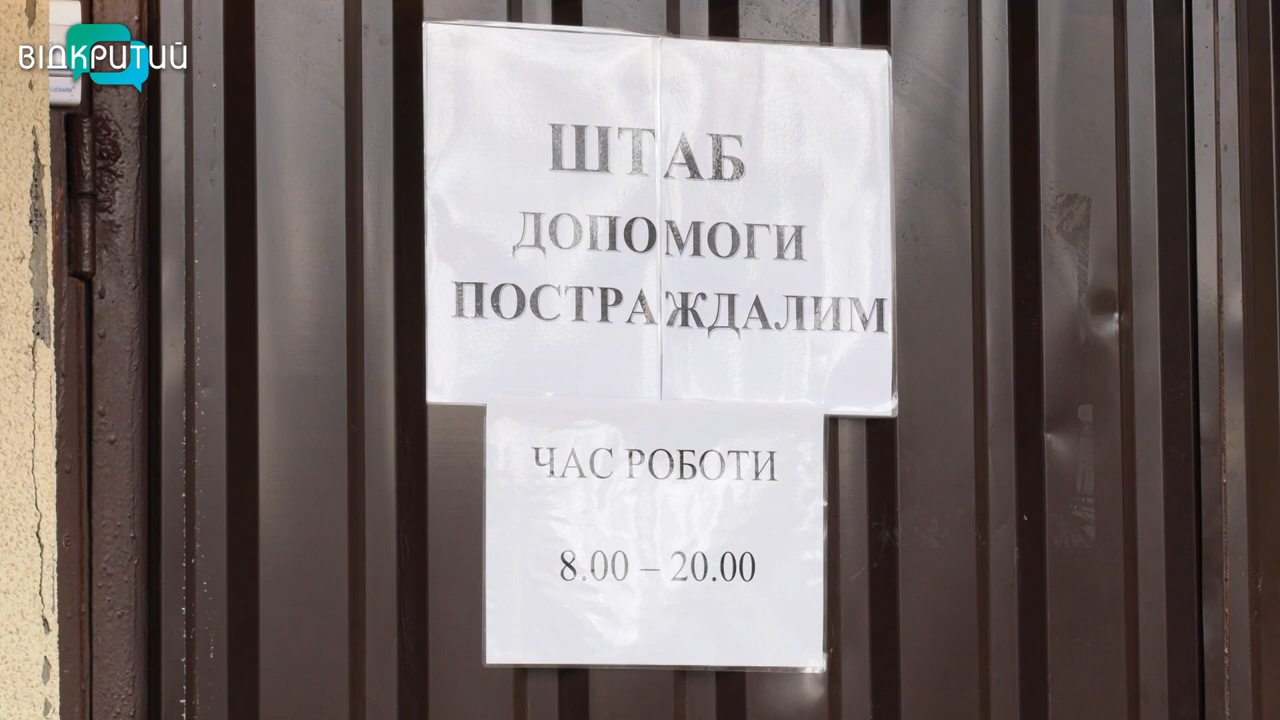 ВІДКРИТИЙ
ШТАБ
ДОПОМОГИ
ПОСТРАЖДАЛИМ
ЧАС РОБОТИ
8.00 – 20.00